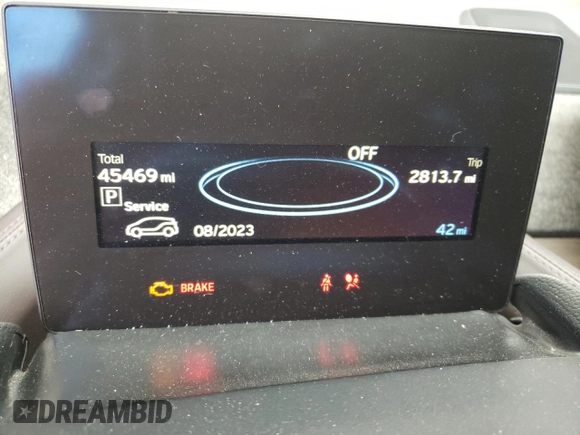 OFF
Total
Trip
45469 mi
2813.7 mi
P
Service
08/2023
42 mi
BRAKE
DREAMBID